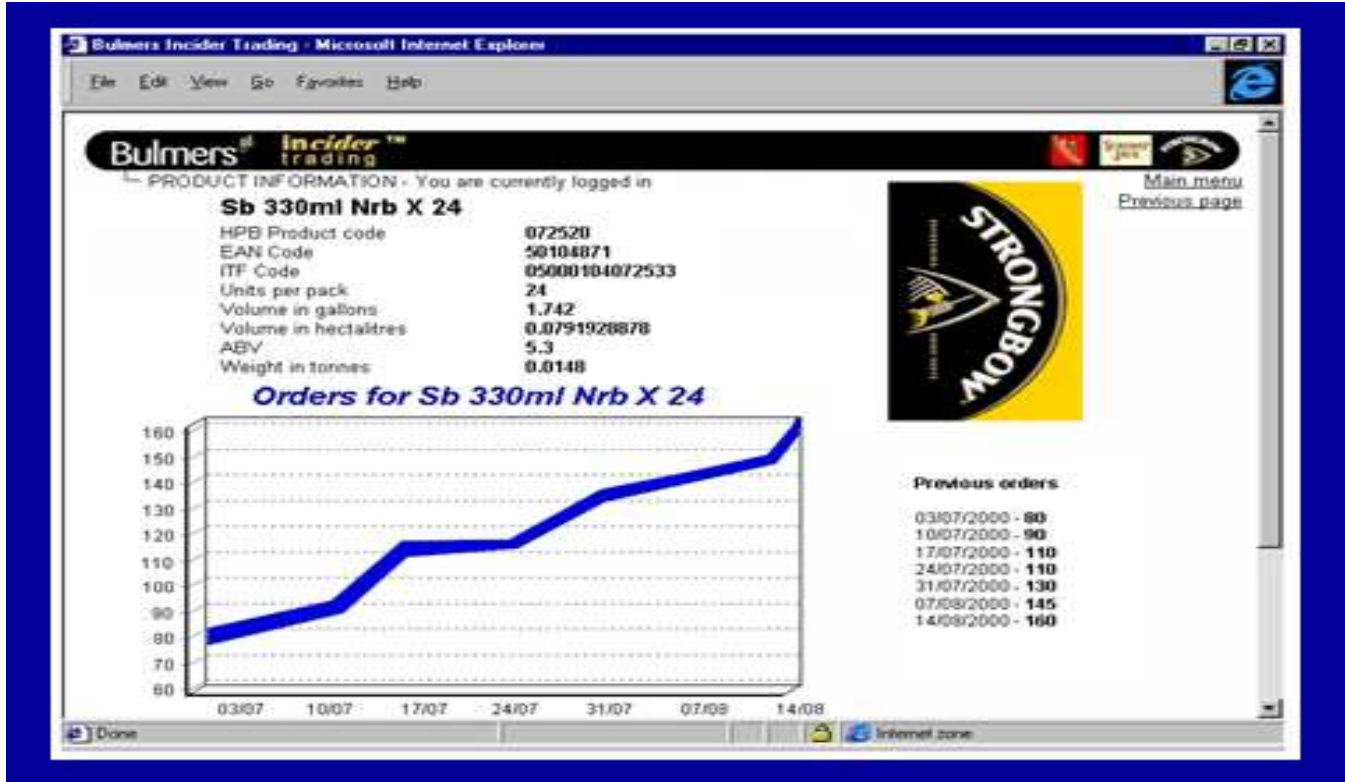 Bulmers Incider Trading - Microsoft Internet Explorer
File Edit View Go Favorites Help
Bulmers incider ™
trading
PRODUCT INFORMATION - You are currently logged in
Main menu
Previous page
Sb 330ml Nrb X 24
HPB Product code 072520
EAN Code 50104871
ITF Code 05000104072533
Units per pack 24
Volume in gallons 1.742
Volume in hectalitres 0.0791928878
ABV 5.3
Weight in tonnes 0.0148
STRONGBOW
Orders for Sb 330ml Nrb X 24
160
150
140
130
120
110
100
90
80
70
60
03/07 10/07 17/07 24/07 31/07 07/08 14/08
Previous orders
03/07/2000 - 80
10/07/2000 - 90
17/07/2000 - 110
24/07/2000 - 110
31/07/2000 - 130
07/08/2000 - 145
14/08/2000 - 160
Done Internet zone